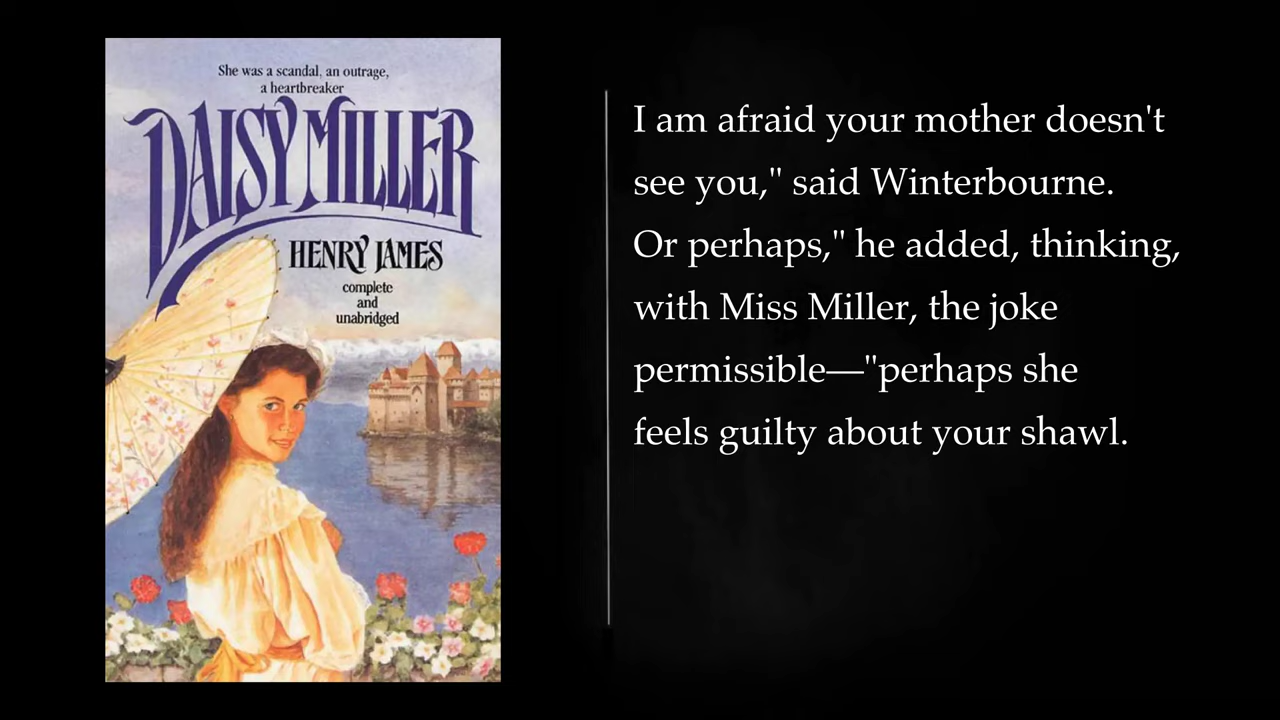 She was a scandal, an outrage,
a heartbreaker
DAISY MILLER
HENRY JAMES
complete
and
unabridged
I am afraid your mother doesn't
see you," said Winterbourne.
Or perhaps," he added, thinking,
with Miss Miller, the joke
permissible—"perhaps she
feels guilty about your shawl.